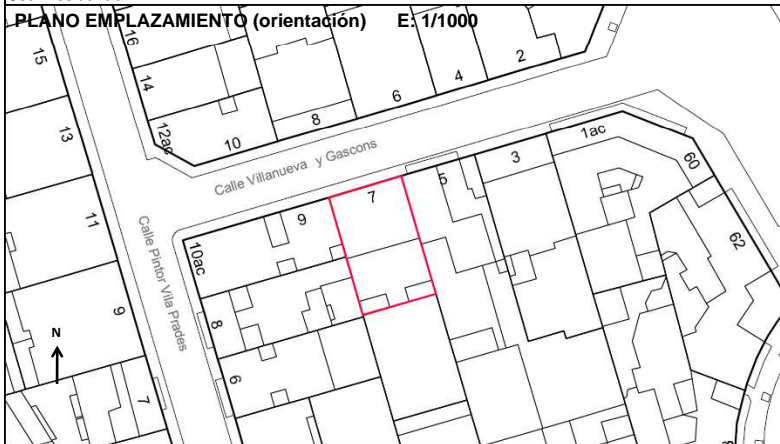 PLANO EMPLAZAMIENTO (orientación) E: 1/1000
15
16
14
13
12ac
10
8
6
4
2
Calle Villanueva y Gascons
11
Calle Pintor Vila Prades
10ac
9
7
5
3
1ac
60
62
9
8
6
7
N